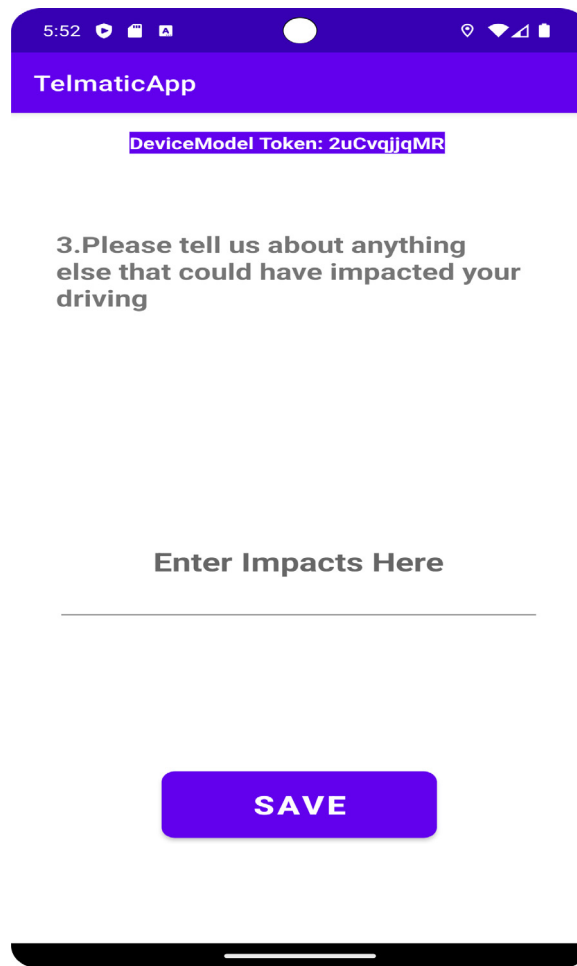 5:52
TelmaticApp
DeviceModel Token: 2uCvqjjqMR
3.Please tell us about anything
else that could have impacted your
driving
Enter Impacts Here
SAVE